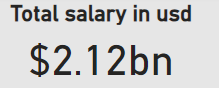 Total salary in usd
$2.12bn